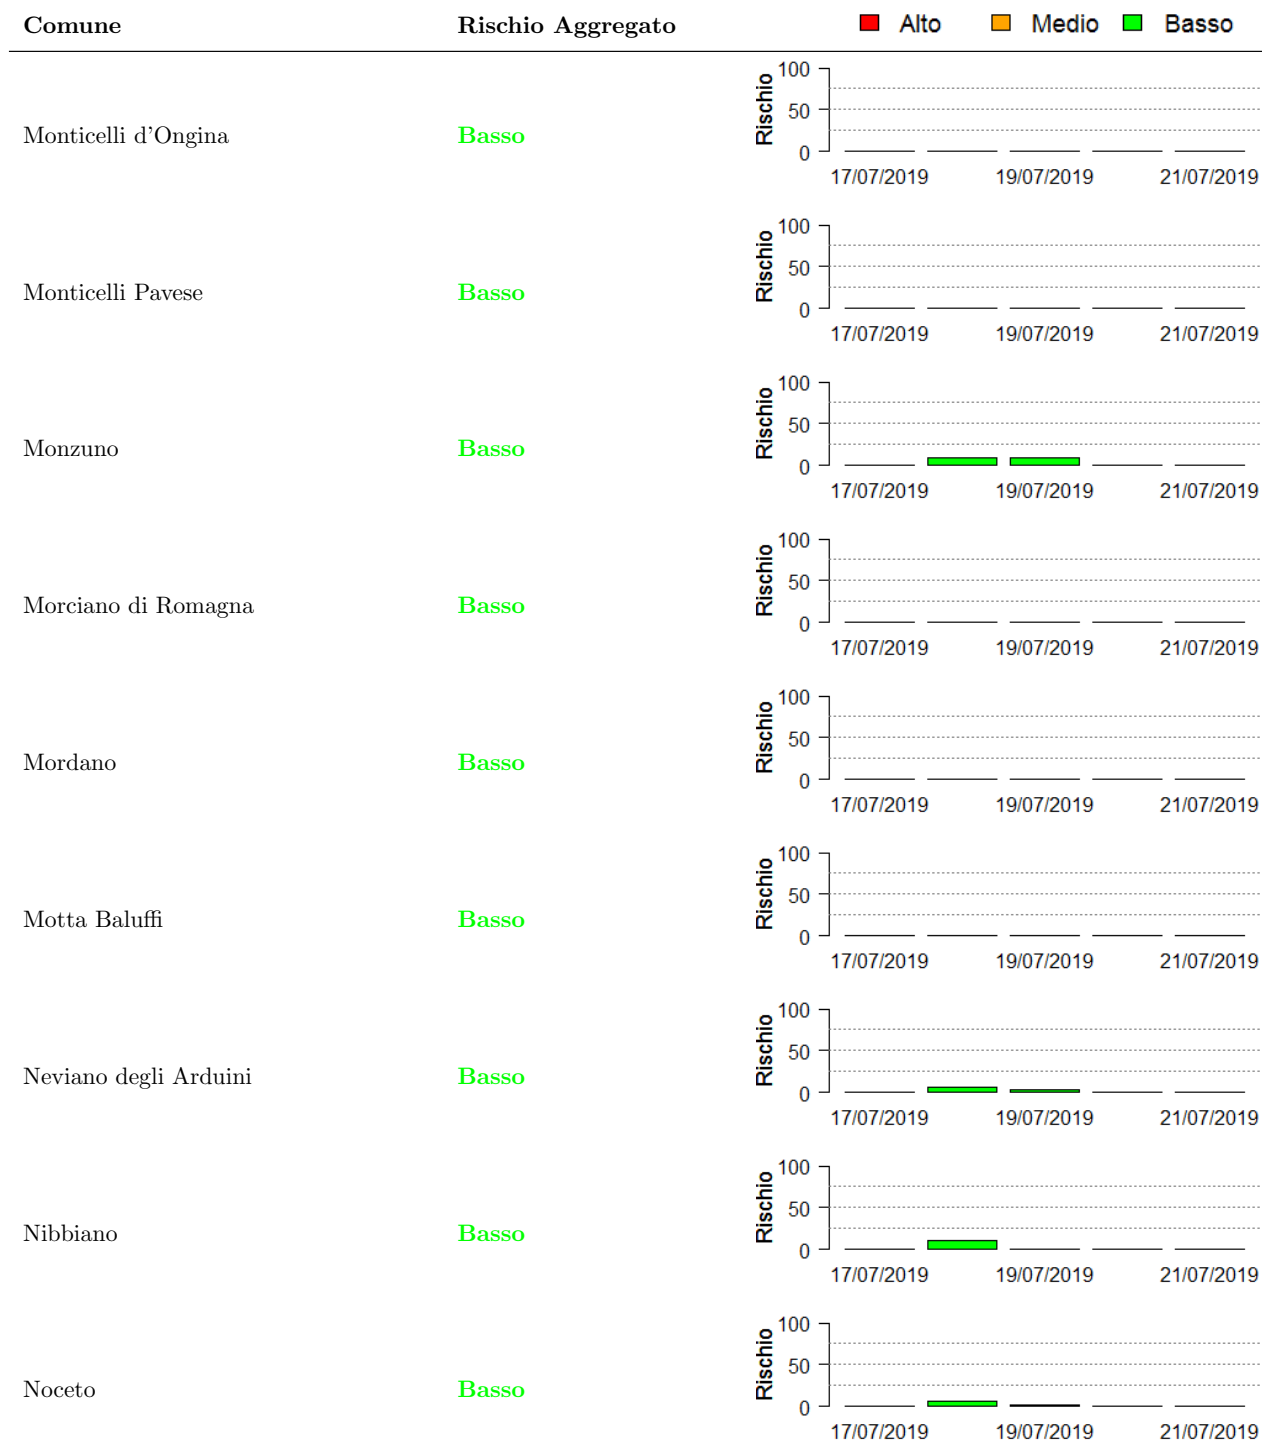 Comune Rischio Aggregato Alto Medio Basso
Monticelli d'Ongina Basso Rischio 100 50 0
17/07/2019 19/07/2019 21/07/2019
Monticelli Pavese Basso Rischio 100 50 0
17/07/2019 19/07/2019 21/07/2019
Monzuno Basso Rischio 100 50 0
17/07/2019 19/07/2019 21/07/2019
Morciano di Romagna Basso Rischio 100 50 0
17/07/2019 19/07/2019 21/07/2019
Mordano Basso Rischio 100 50 0
17/07/2019 19/07/2019 21/07/2019
Motta Baluffi Basso Rischio 100 50 0
17/07/2019 19/07/2019 21/07/2019
Neviano degli Arduini Basso Rischio 100 50 0
17/07/2019 19/07/2019 21/07/2019
Nibbiano Basso Rischio 100 50 0
17/07/2019 19/07/2019 21/07/2019
Noceto Basso Rischio 100 50 0
17/07/2019 19/07/2019 21/07/2019